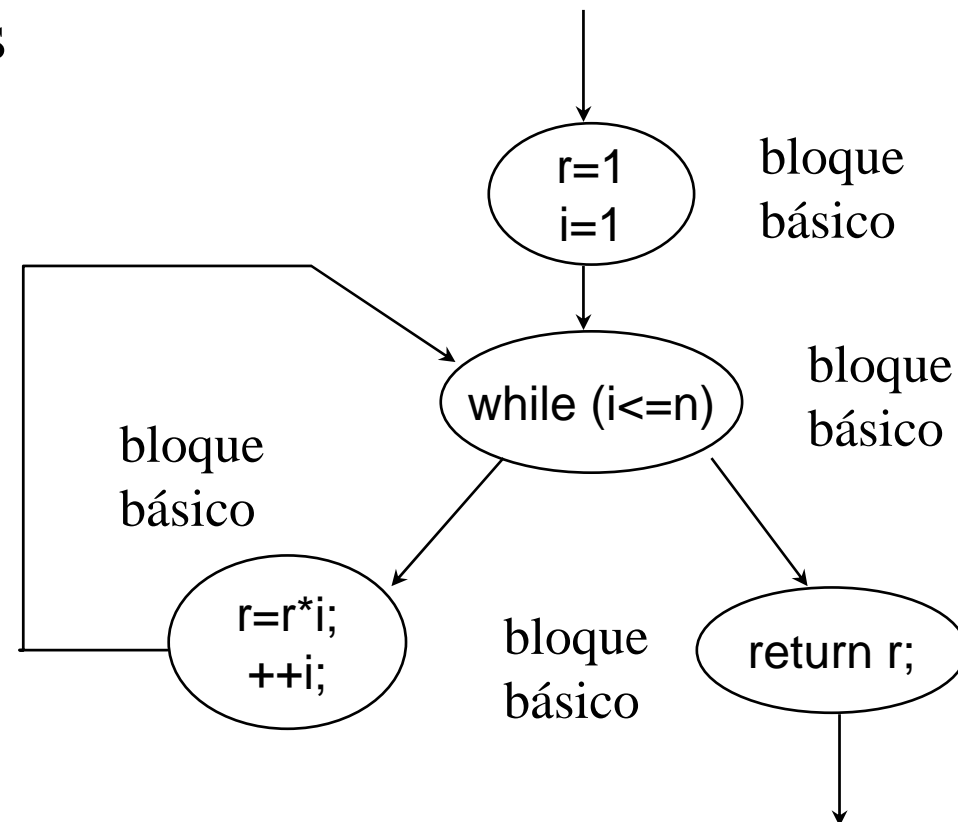 s
r=1
i=1
bloque
básico
while (i<=n)
bloque
básico
bloque
básico
r=r*i;
++i;
bloque
básico
return r;